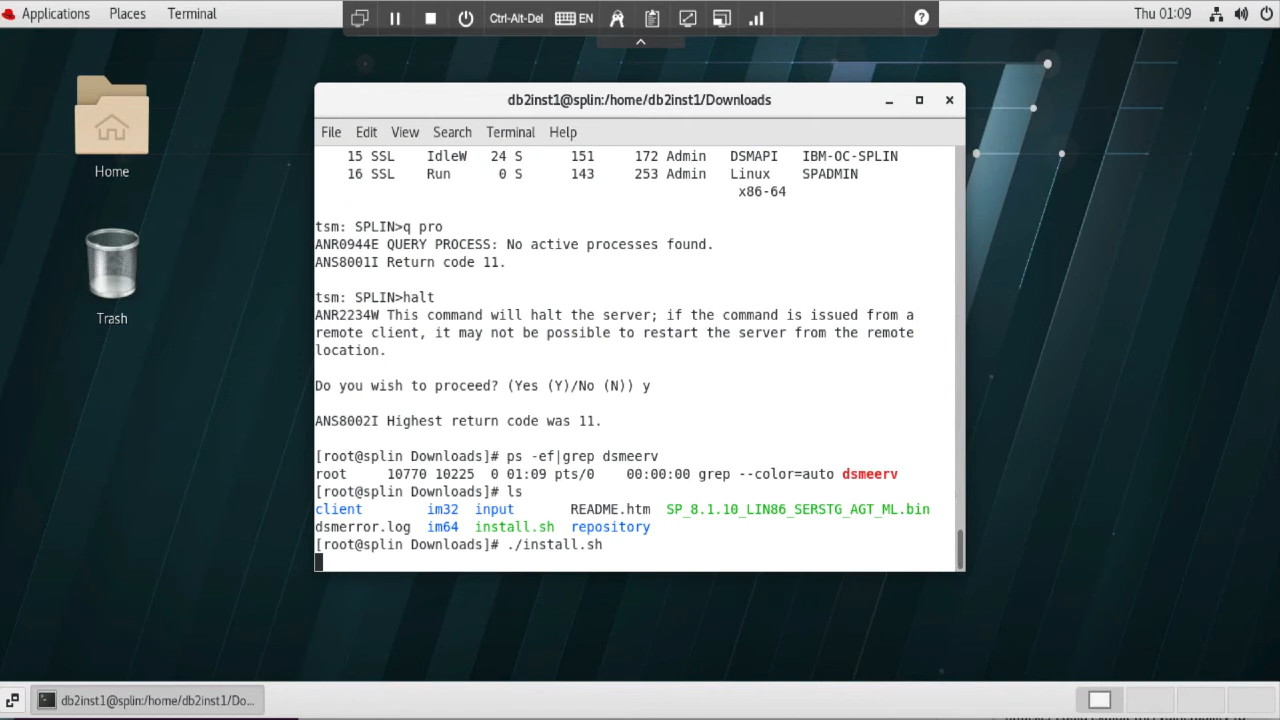 Applications Places Terminal
Ctrl-Alt-Del EN ?
Thu 01:09
Home
Trash
db2inst1@splin:/home/db2inst1/Downloads
File Edit View Search Terminal Help
15 SSL IdleW 24 S 151 172 Admin DSMAPI IBM-OC-SPLIN
16 SSL Run 0 S 143 253 Admin Linux SPADMIN
x86-64
tsm: SPLIN>q pro
ANR0944E QUERY PROCESS: No active processes found.
ANS8001I Return code 11.
tsm: SPLIN>halt
ANR2234W This command will halt the server; if the command is issued from a
remote client, it may not be possible to restart the server from the remote
location.
Do you wish to proceed? (Yes (Y)/No (N)) y
ANS8002I Highest return code was 11.
[root@splin Downloads]# ps -ef|grep dsmeerv
root 10770 10225 0 01:09 pts/0 00:00:00 grep --color=auto dsmeerv
[root@splin Downloads]# ls
client im32 input README.htm SP_8.1.10_LIN86_SERSTG_AGT_ML.bin
dsmerror.log im64 install.sh repository
[root@splin Downloads]# ./install.sh
db2inst1@splin:/home/db2inst1/Do...